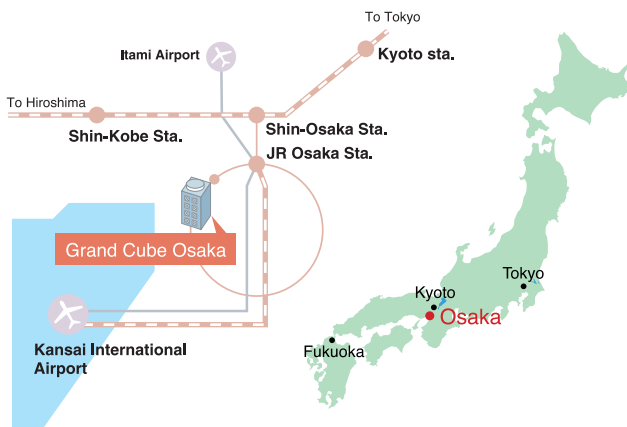 To Tokyo
Itami Airport
Kyoto sta.
To Hiroshima
Shin-Kobe Sta.
Shin-Osaka Sta.
JR Osaka Sta.
Grand Cube Osaka
Kansai International
Airport
Tokyo
Kyoto
Osaka
Fukuoka